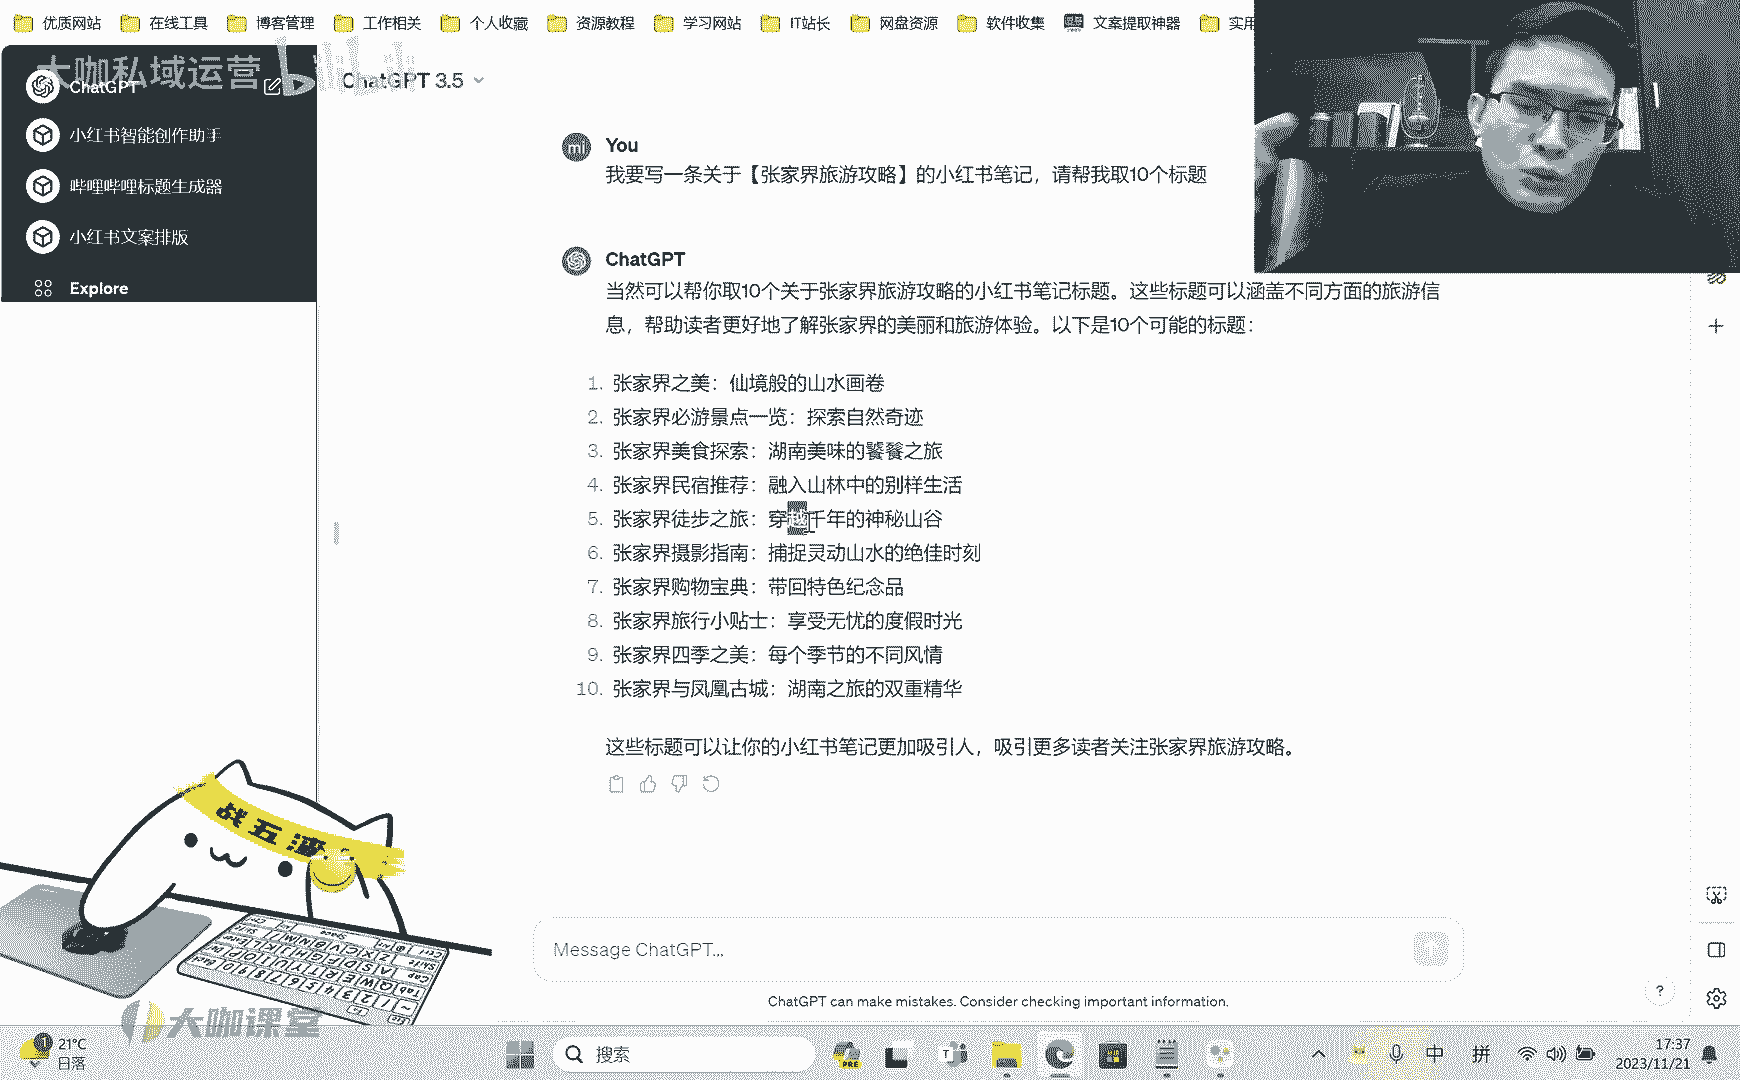 优质网站 在线工具 博客管理 工作相关 个人收藏 资源教程 学习网站 IT站长 网盘资源 软件收集 文案提取神器 实用
大咖私域运营 bilibili
ChatGPT
小红书智能创作助手
哔哩哔哩标题生成器
小红书文案排版
Explore
ChatGPT 3.5
You
我要写一条关于【张家界旅游攻略】的小红书笔记，请帮我取10个标题
ChatGPT
当然可以帮你取10个关于张家界旅游攻略的小红书笔记标题。这些标题可以涵盖不同方面的旅游信
息，帮助读者更好地了解张家界的美丽和旅游体验。以下是10个可能的标题：
1. 张家界之美：仙境般的山水画卷
2. 张家界必游景点一览：探索自然奇迹
3. 张家界美食探索：湖南美味的饕餮之旅
4. 张家界民宿推荐：融入山林中的别样生活
5. 张家界徒步之旅：穿越千年的神秘山谷
6. 张家界摄影指南：捕捉灵动山水的绝佳时刻
7. 张家界购物宝典：带回特色纪念品
8. 张家界旅行小贴士：享受无忧的度假时光
9. 张家界四季之美：每个季节的不同风情
10. 张家界与凤凰古城：湖南之旅的双重精华
这些标题可以让你的小红书笔记更加吸引人，吸引更多读者关注张家界旅游攻略。
Message ChatGPT...
ChatGPT can make mistakes. Consider checking important information.
?
战五渣
大咖课堂
1
21°C
日落
搜索
PRE
中
拼
17:37
2023/11/21